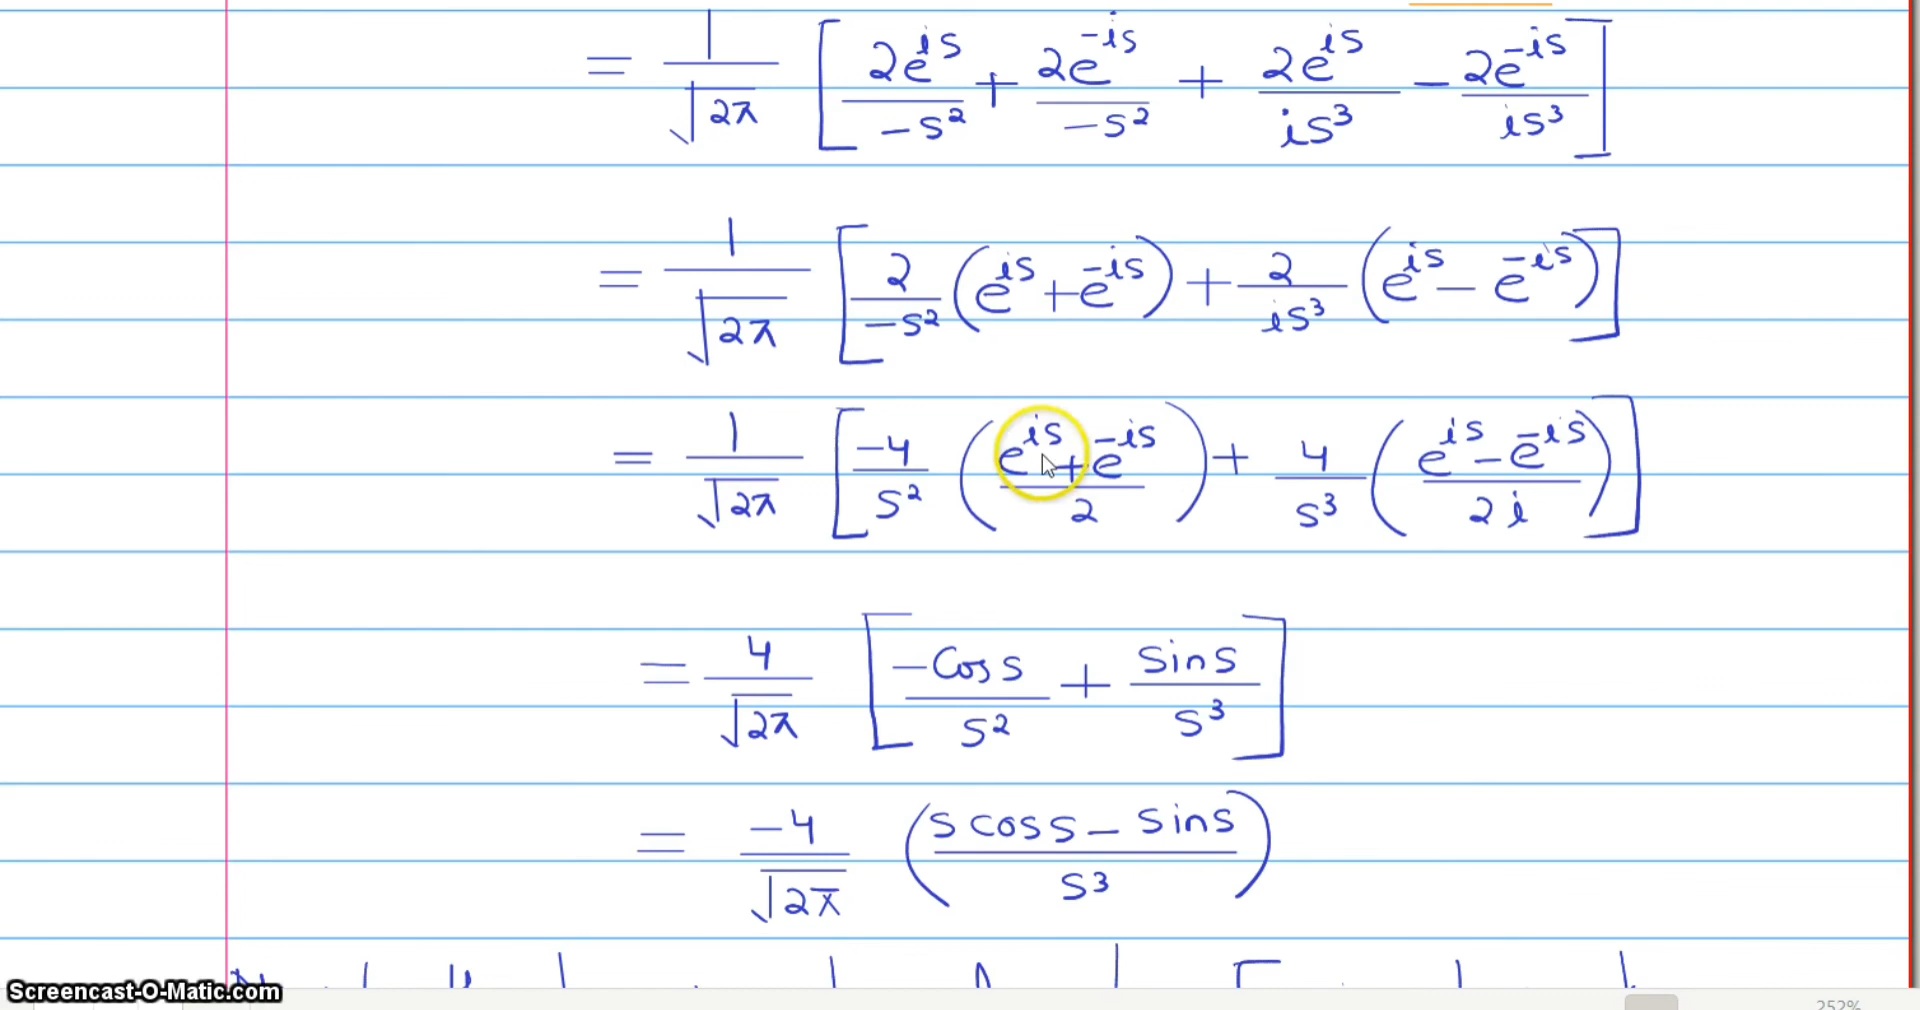 = 1/√2π [2e^is/-s² + 2e^-is/-s² + 2e^is/is³ - 2e^-is/is³]
= 1/√2π [2/-s² (e^is + e^-is) + 2/is³ (e^is - e^-is)]
= 1/√2π [-4/s² (e^is + e^-is/2) + 4/s³ (e^is - e^-is/2i)]
= 4/√2π [-Cos s/s² + Sin s/s³]
= -4/√2π (s cos s - sin s/s³)
Screencast-O-Matic.com
252%